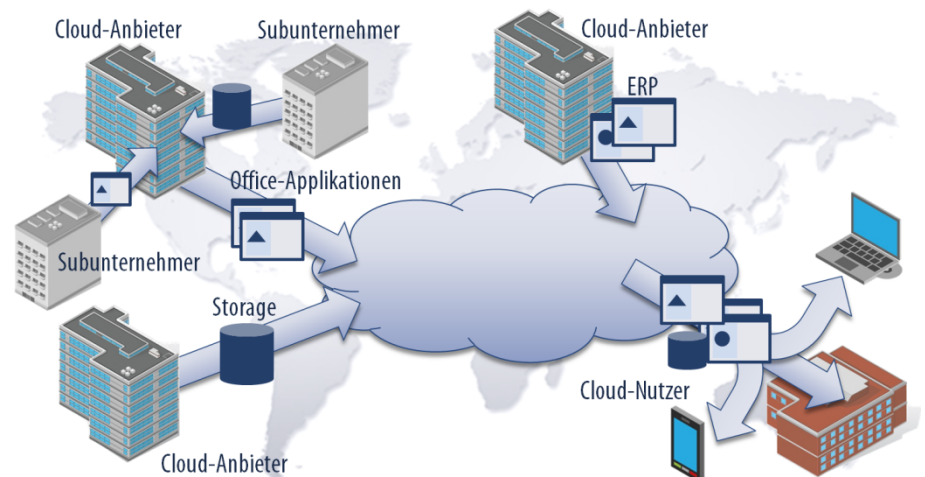 Cloud-Anbieter
Subunternehmer
Cloud-Anbieter
ERP
Office-Applikationen
Subunternehmer
Storage
Cloud-Nutzer
Cloud-Anbieter